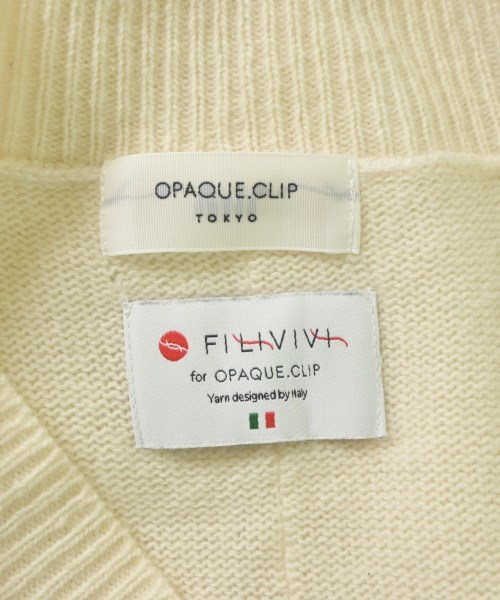 OPAQUE.CLIP
TOKYO
FILIVIVI
for OPAQUE.CLIP
Yarn designed by Italy